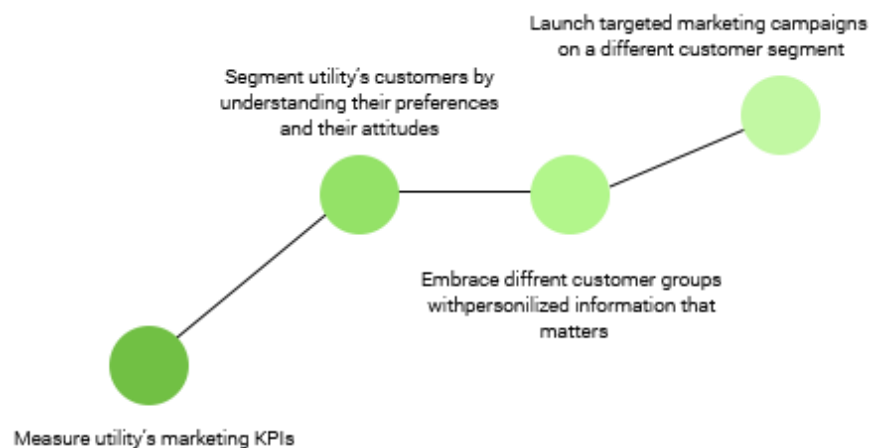 Launch targeted marketing campaigns
on a different customer segment
Segment utility's customers by
understanding their preferences
and their attitudes
Embrace diffrent customer groups
withpersonilized information that
matters
Measure utility's marketing KPIs